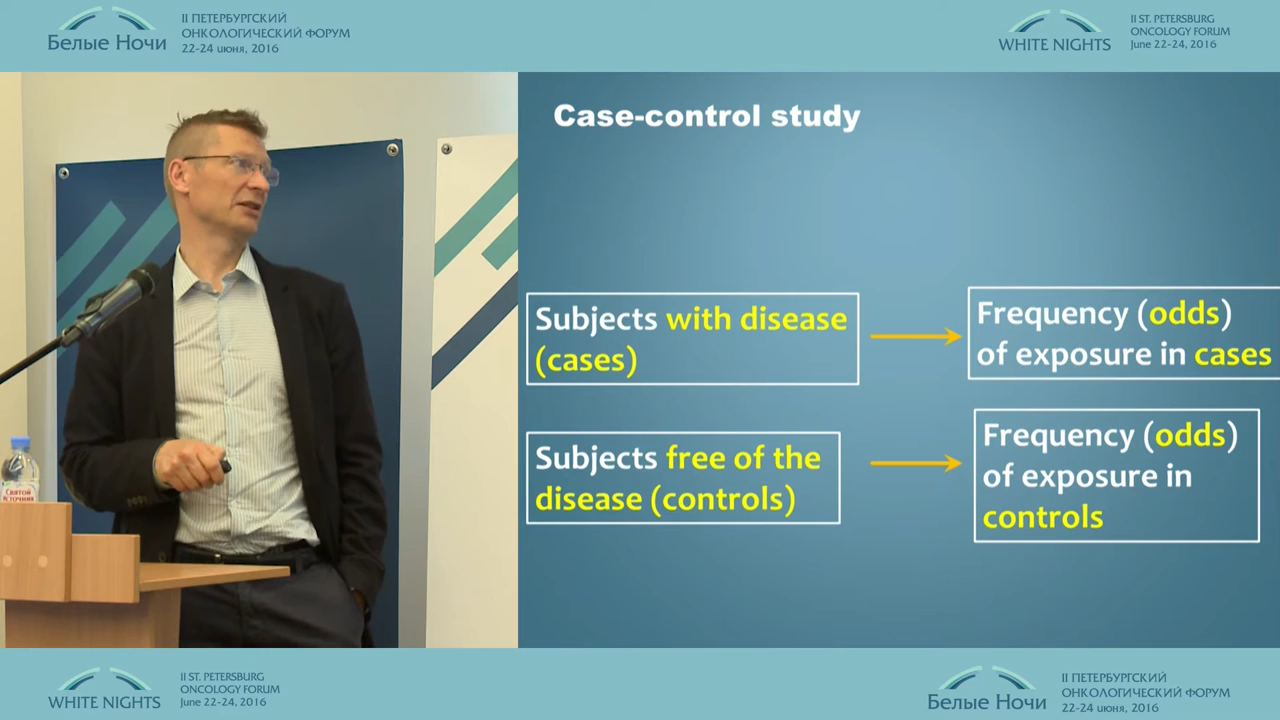 II ПЕТЕРБУРГСКИЙ
ОНКОЛОГИЧЕСКИЙ ФОРУМ
22-24 июня, 2016
Белые Ночи
II ST. PETERSBURG
ONCOLOGY FORUM
June 22-24, 2016
WHITE NIGHTS
Case-control study
Subjects with disease
(cases)
Frequency (odds)
of exposure in cases
Subjects free of the
disease (controls)
Frequency (odds)
of exposure in
controls
Святой
Источник
II ST. PETERSBURG
ONCOLOGY FORUM
June 22-24, 2016
WHITE NIGHTS
II ПЕТЕРБУРГСКИЙ
ОНКОЛОГИЧЕСКИЙ ФОРУМ
22-24 июня, 2016
Белые Ночи